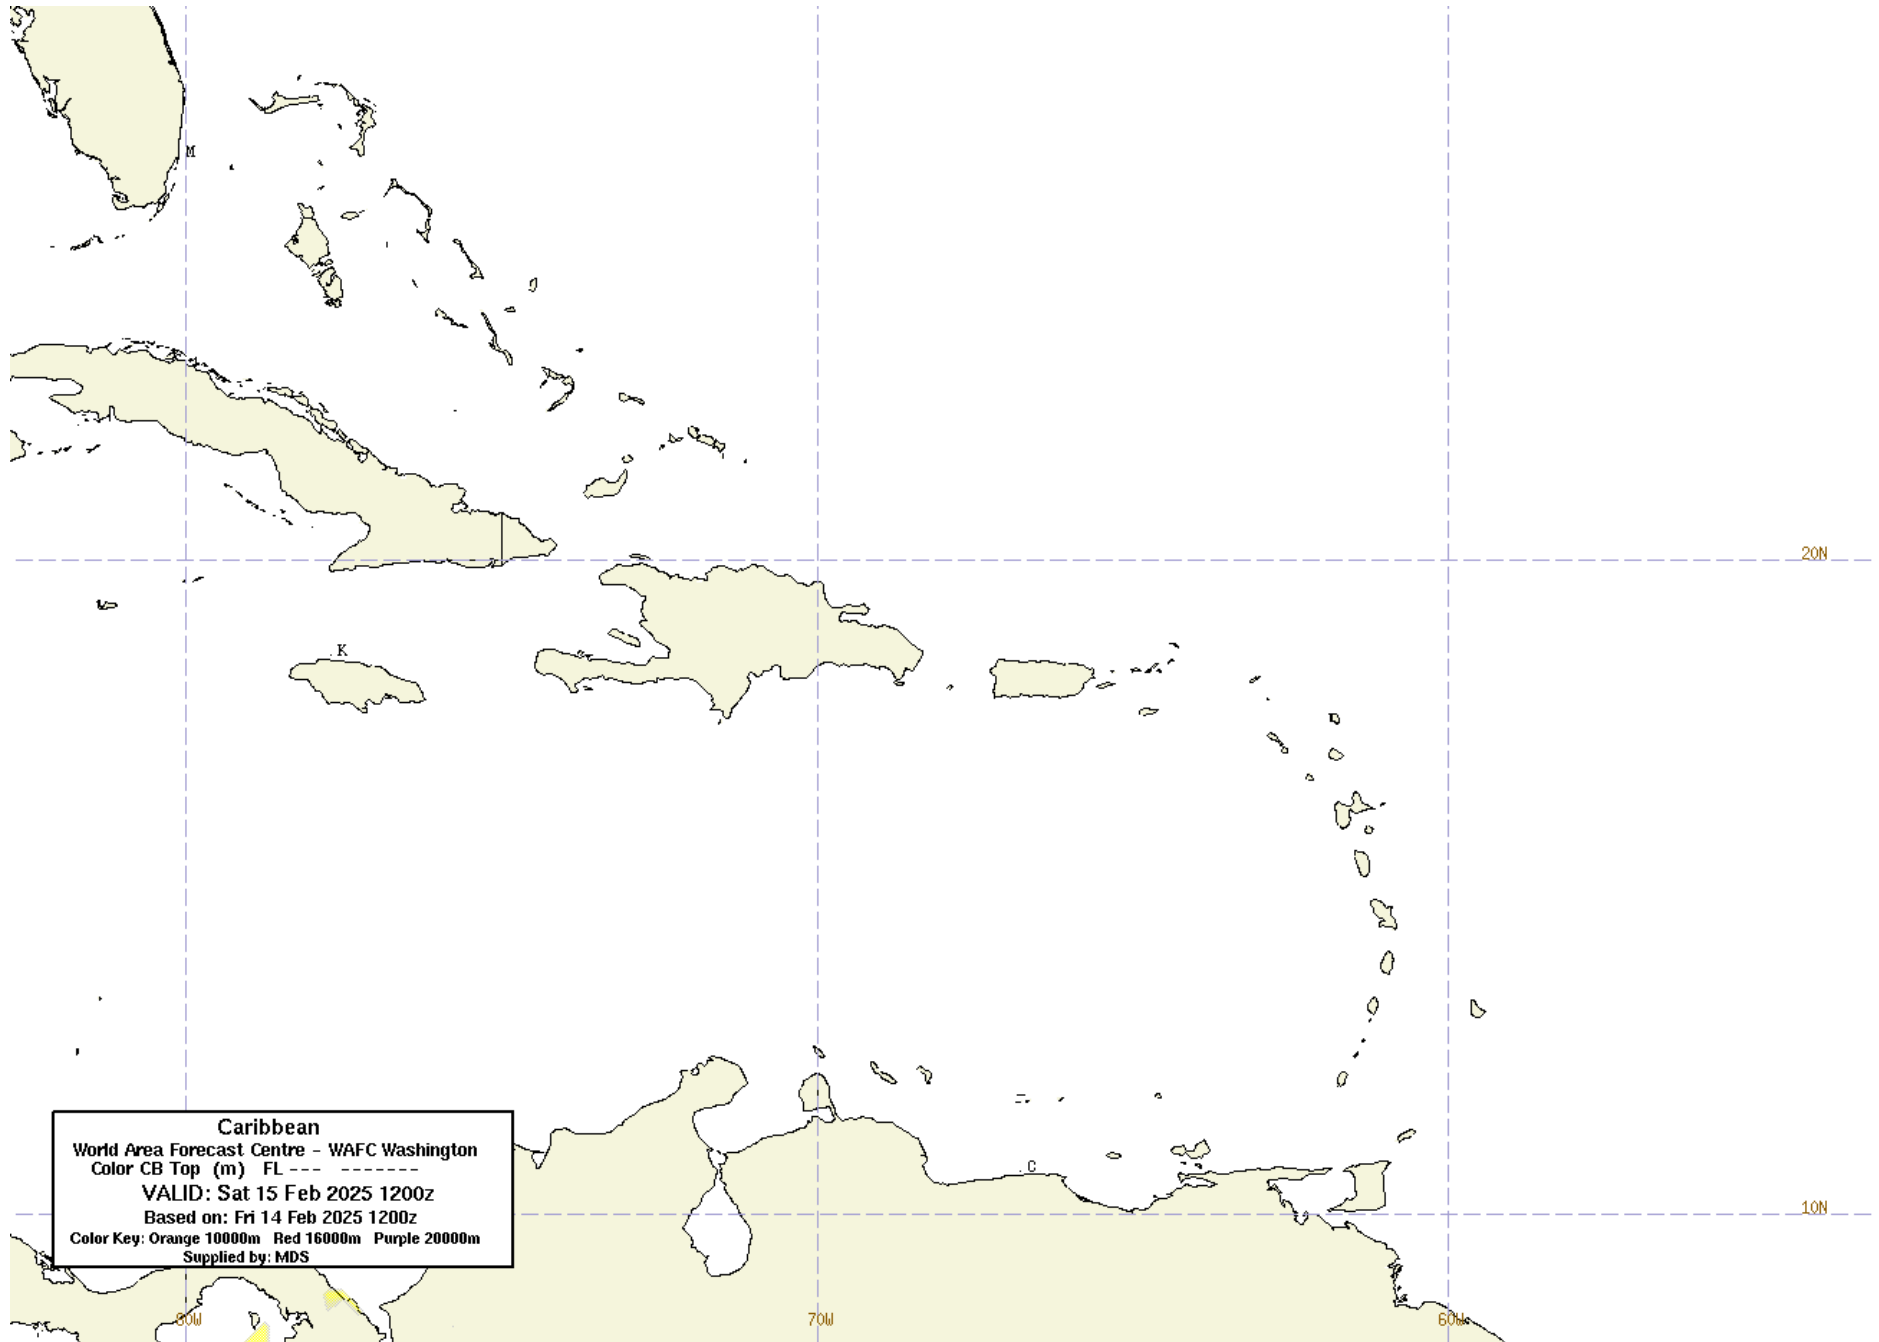 M
20N
K
C
Caribbean
World Area Forecast Centre - WAFC Washington
Color CB Top (m) FL --- -------
VALID: Sat 15 Feb 2025 1200z
Based on: Fri 14 Feb 2025 1200z
Color Key: Orange 10000m Red 16000m Purple 20000m
Supplied by: MDS
10N
80W 70W 60W